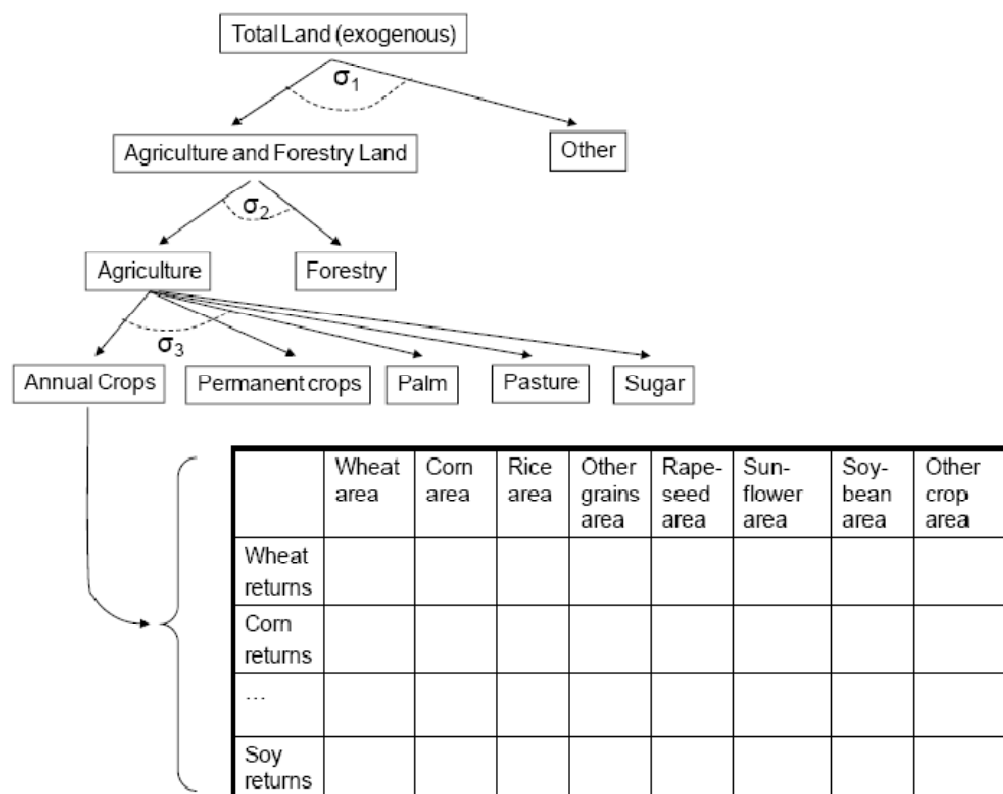 Total Land (exogenous)
σ1
Agriculture and Forestry Land
Other
σ2
Agriculture
Forestry
σ3
Annual Crops
Permanent crops
Palm
Pasture
Sugar
Wheat area
Corn area
Rice area
Other grains area
Rape-seed area
Sun-flower area
Soy-bean area
Other crop area
Wheat returns
Corn returns
...
Soy returns